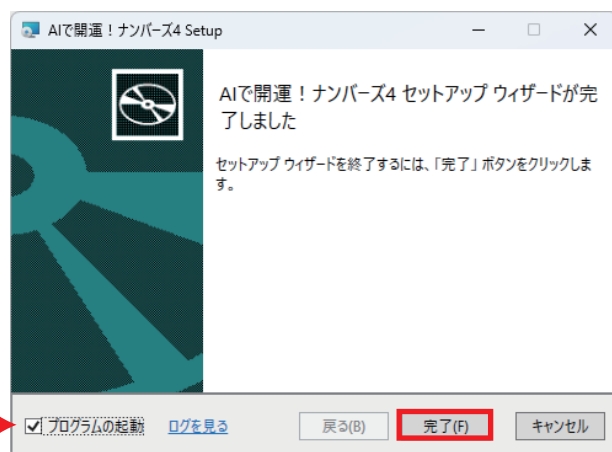 AIで開運！ナンバーズ4 Setup
AIで開運！ナンバーズ4 セットアップ ウィザードが完
了しました
セットアップ ウィザードを終了するには、「完了」 ボタンをクリックしま
す。
プログラムの起動 ログを見る 戻る(B) 完了(F) キャンセル